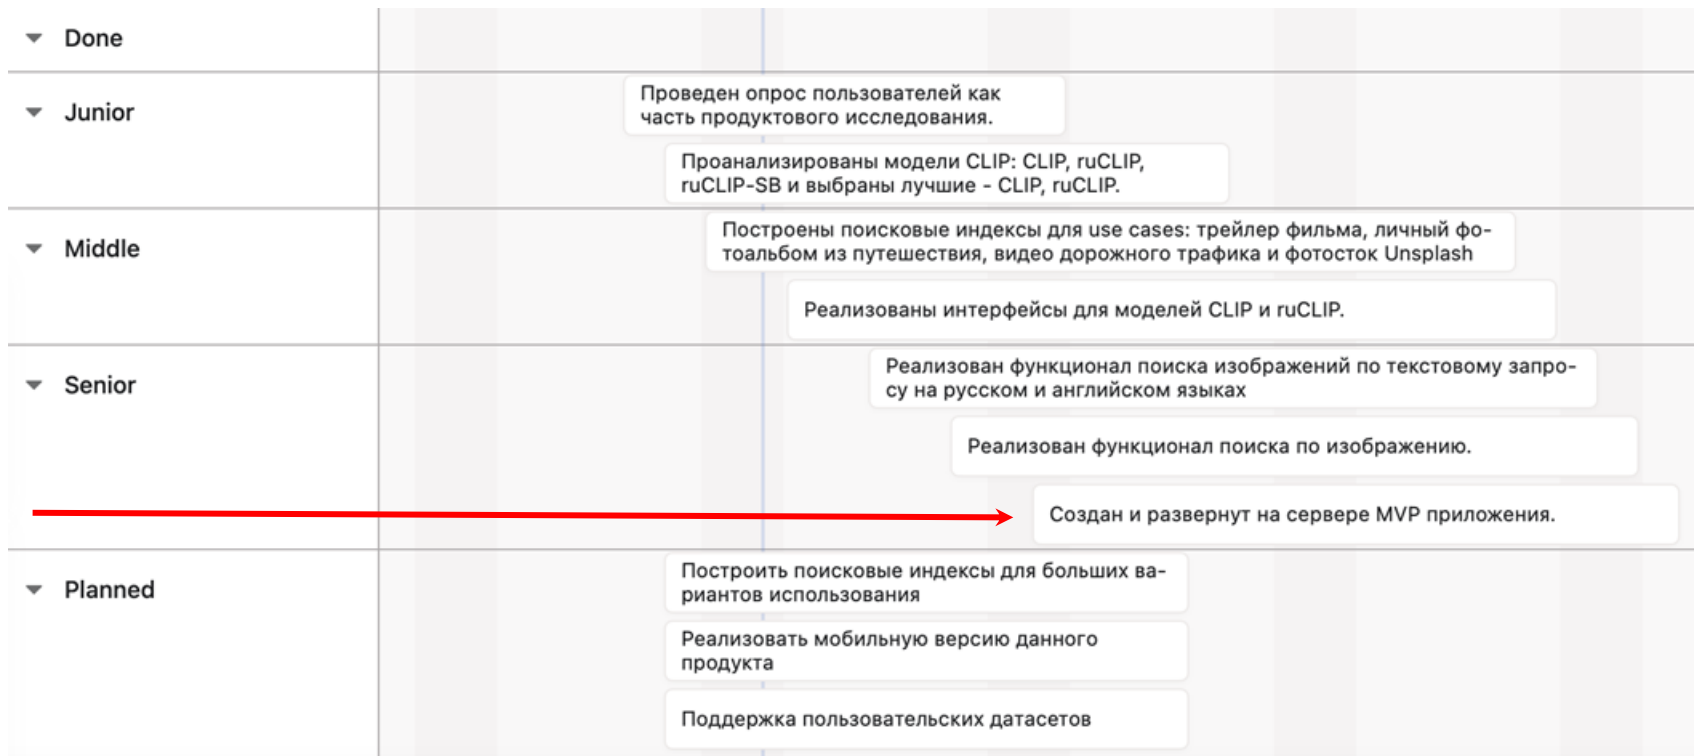 Done
Junior
Проведен опрос пользователей как
часть продуктового исследования.
Проанализированы модели CLIP: CLIP, ruCLIP,
ruCLIP-SB и выбраны лучшие - CLIP, ruCLIP.
Middle
Построены поисковые индексы для use cases: трейлер фильма, личный фо-
тоальбом из путешествия, видео дорожного трафика и фотосток Unsplash
Реализованы интерфейсы для моделей CLIP и ruCLIP.
Senior
Реализован функционал поиска изображений по текстовому запро-
су на русском и английском языках
Реализован функционал поиска по изображению.
Создан и развернут на сервере MVP приложения.
Planned
Построить поисковые индексы для больших ва-
риантов использования
Реализовать мобильную версию данного
продукта
Поддержка пользовательских датасетов